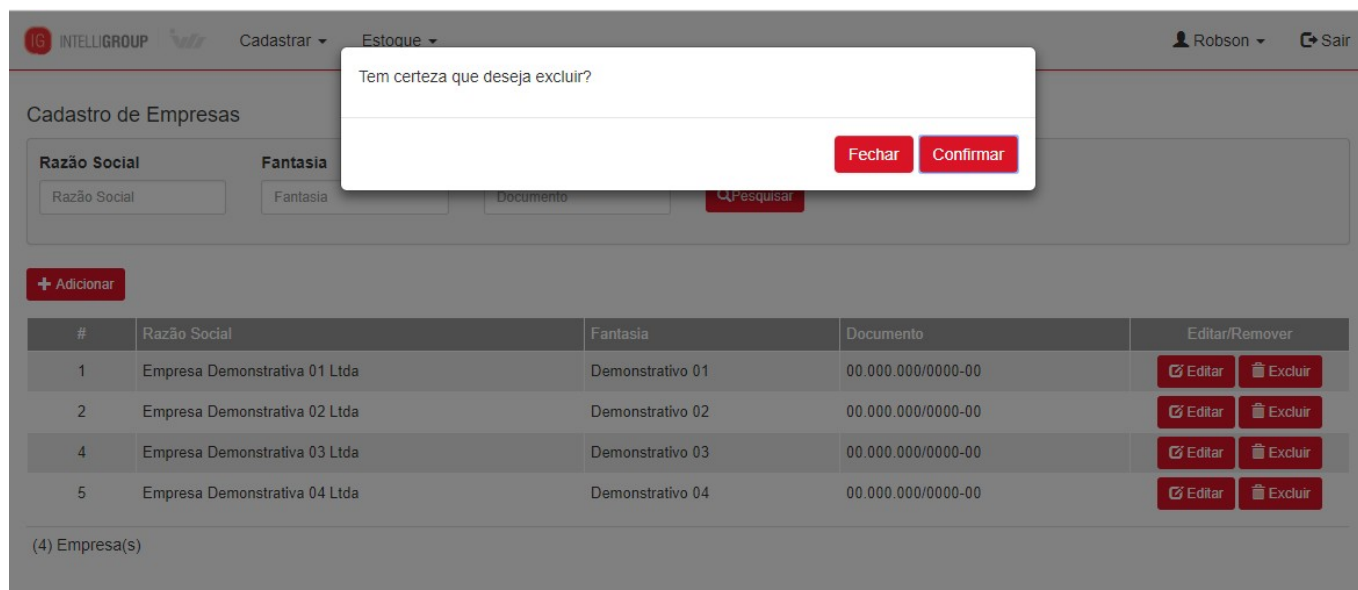 IG INTELLIGROUP Cadastrar Estoque Robson Sair
Tem certeza que deseja excluir?
Fechar Confirmar
Cadastro de Empresas
Razão Social Fantasia
Razão Social Fantasia Documento Pesquisar
Adicionar
# Razão Social Fantasia Documento Editar/Remover
1 Empresa Demonstrativa 01 Ltda Demonstrativo 01 00.000.000/0000-00 Editar Excluir
2 Empresa Demonstrativa 02 Ltda Demonstrativo 02 00.000.000/0000-00 Editar Excluir
4 Empresa Demonstrativa 03 Ltda Demonstrativo 03 00.000.000/0000-00 Editar Excluir
5 Empresa Demonstrativa 04 Ltda Demonstrativo 04 00.000.000/0000-00 Editar Excluir
(4) Empresa(s)